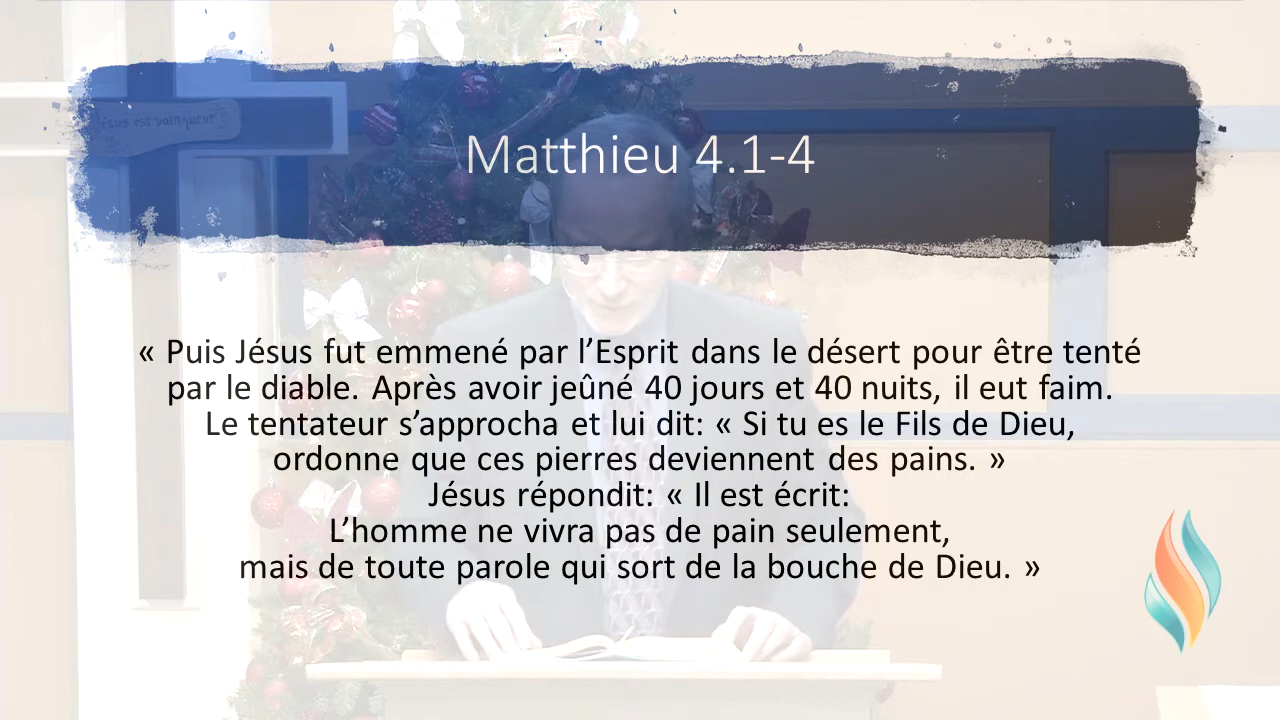 Jésus est vainqueur
Matthieu 4.1-4
« Puis Jésus fut emmené par l’Esprit dans le désert pour être tenté
par le diable. Après avoir jeûné 40 jours et 40 nuits, il eut faim.
Le tentateur s’approcha et lui dit: « Si tu es le Fils de Dieu,
ordonne que ces pierres deviennent des pains. »
Jésus répondit: « Il est écrit:
L’homme ne vivra pas de pain seulement,
mais de toute parole qui sort de la bouche de Dieu. »